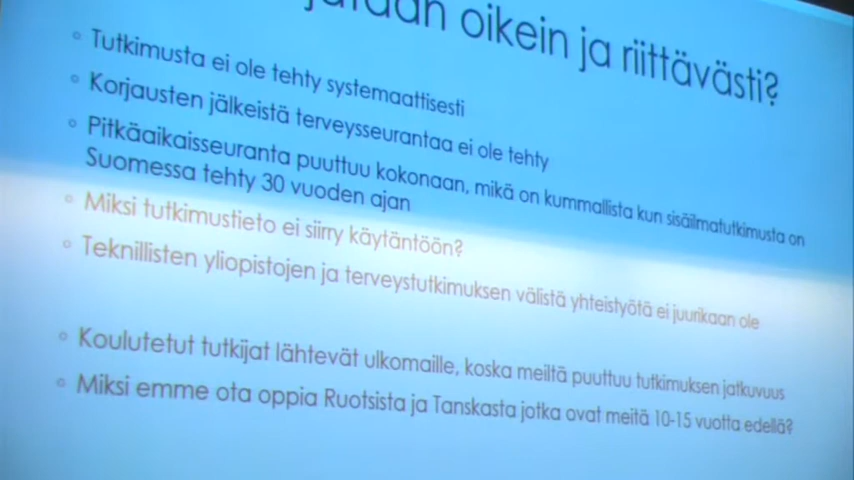 oikein ja riittävästi?
Tutkimusta ei ole tehty systemaattisesti
Korjausten jälkeistä terveysseurantaa ei ole tehty
Pitkäaikaisseuranta puuttuu kokonaan, mikä on kummallista kun sisäilmatutkimusta on
Suomessa tehty 30 vuoden ajan
Miksi tutkimustieto ei siirry käytäntöön?
Teknillisten yliopistojen ja terveystutkimuksen välistä yhteistyötä ei juurikaan ole
Koulutetut tutkijat lähtevät ulkomaille, koska meiltä puuttuu tutkimuksen jatkuvuus
Miksi emme ota oppia Ruotsista ja Tanskasta jotka ovat meitä 10-15 vuotta edellä?